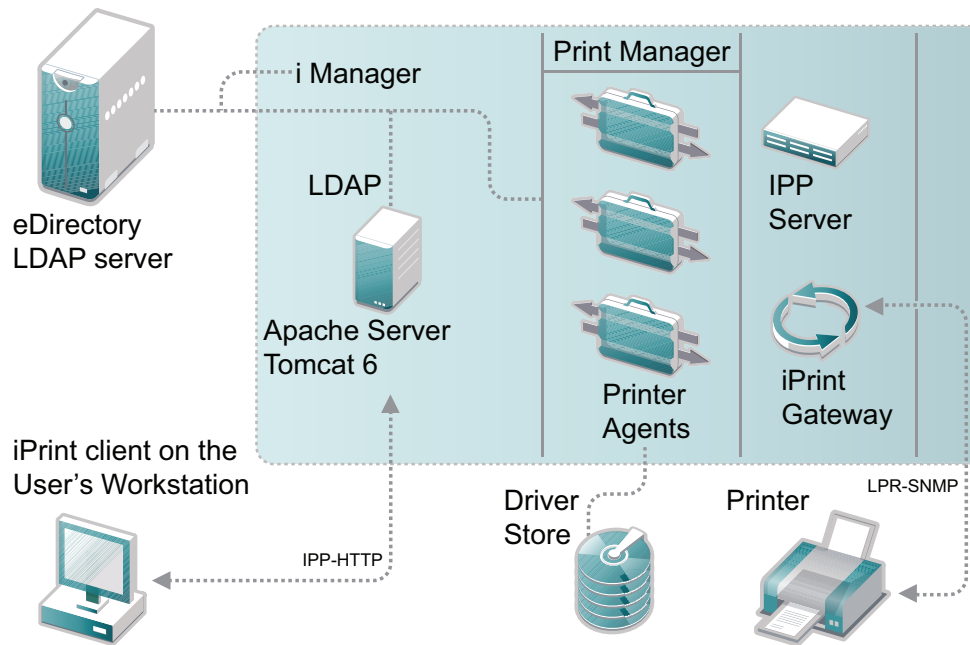 Print Manager
i Manager
LDAP
IPP
Server
eDirectory
LDAP server
Apache Server
Tomcat 6
Printer
Agents
iPrint
Gateway
iPrint client on the
User's Workstation
Driver
Store
Printer
LPR-SNMP
IPP-HTTP